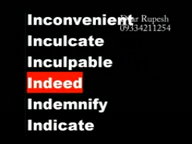 Inconvenient
Rupesh
09334211254
Inculcate
Inculpable
Indeed
Indemnify
Indicate